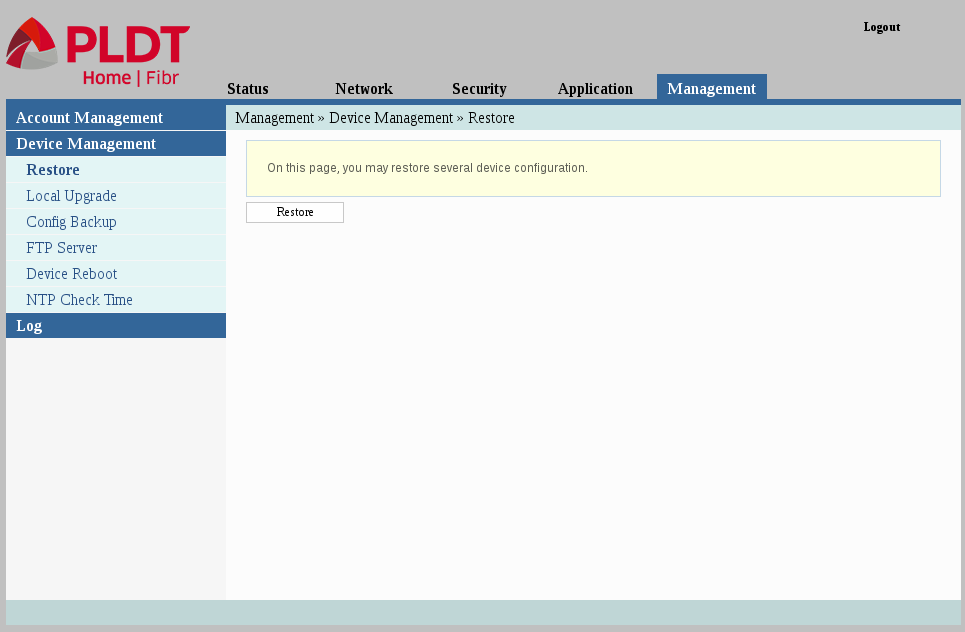 PLDT
Home | Fibr
Logout
Status Network Security Application Management
Account Management
Device Management
Restore
Local Upgrade
Config Backup
FTP Server
Device Reboot
NTP Check Time
Log
Management » Device Management » Restore
On this page, you may restore several device configuration.
Restore